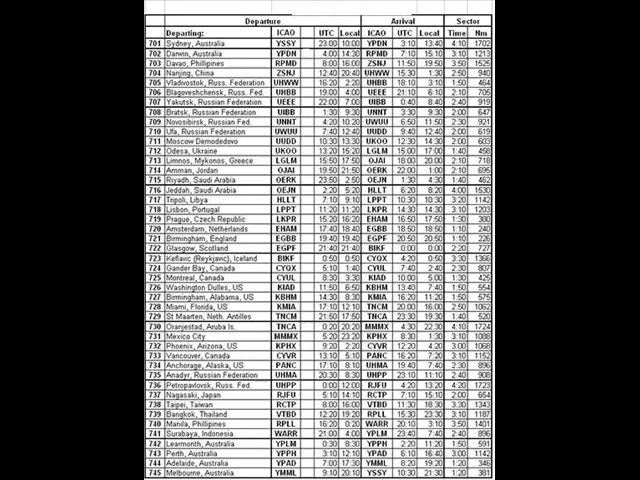 Departure Arrival Sector
Departing: ICAO UTC Local ICAO UTC Local Time Nm
701 Sydney, Australia YSSY 23:00 10:00 YPDN 3:10 13:40 4:10 1702
702 Darwin, Australia YPDN 4:00 14:30 RPMD 7:10 15:10 3:10 1213
703 Davao, Phillipines RPMD 8:00 16:00 ZSNJ 11:50 19:50 3:50 1525
704 Nanjing, China ZSNJ 12:40 20:40 UHWW 15:30 1:30 2:50 940
705 Vladivostok, Russ. Federation UHWW 16:20 2:20 UHBB 18:10 3:10 1:50 464
706 Blagoveshchensk, Russ. Fed. UHBB 19:00 4:00 UEEE 21:10 6:10 2:10 705
707 Yakutsk, Russian Federation UEEE 22:00 7:00 UIBB 0:40 8:40 2:40 919
708 Bratsk, Russian Federation UIBB 1:30 9:30 UNNT 3:30 9:30 2:00 647
709 Novosibirsk, Russian Fed. UNNT 4:20 10:20 UWUU 6:50 11:50 2:30 921
710 Ufa, Russian Federation UWUU 7:40 12:40 UUDD 9:40 12:40 2:00 619
711 Moscow Demodedovo UUDD 10:30 13:30 UKOO 12:30 14:30 2:00 603
712 Odesa, Ukraine UKOO 13:20 15:20 LGLM 15:00 17:00 1:40 458
713 Limnos, Mykonos, Greece LGLM 15:50 17:50 OJAI 18:00 20:00 2:10 718
714 Amman, Jordan OJAI 19:50 21:50 OERK 22:00 1:00 2:10 695
715 Riyadh, Saudi Arabia OERK 23:50 2:50 OEJN 1:30 4:30 1:40 462
716 Jeddah, Saudi Arabia OEJN 2:20 5:20 HLLT 6:20 8:20 4:00 1530
717 Tripoli, Libya HLLT 7:10 9:10 LPPT 10:30 10:30 3:20 1142
718 Lisbon, Portugal LPPT 11:20 11:20 LKPR 14:30 14:30 3:10 1203
719 Prague, Czech Republic LKPR 15:20 16:20 EHAM 16:50 17:50 1:30 380
720 Amsterdam, Netherlands EHAM 17:40 18:40 EGBB 18:50 18:50 1:10 240
721 Birmingham, England EGBB 19:40 19:40 EGPF 20:50 20:50 1:10 226
722 Glasgow, Scotland EGPF 21:40 21:40 BIKF 0:00 0:00 2:20 727
723 Keflavic (Reykjavic), Iceland BIKF 0:50 0:50 CYQX 4:20 1:50 3:30 1366
724 Gander Bay, Canada CYQX 5:10 1:40 CYUL 7:40 2:40 2:30 807
725 Montreal, Canada CYUL 8:30 3:30 KIAD 10:00 5:00 1:30 425
726 Washington Dulles, US KIAD 11:50 6:50 KBHM 13:40 7:40 1:50 554
727 Birmingham, Alabama, US KBHM 14:30 8:30 KMIA 16:20 11:20 1:50 575
728 Miami, Florida, US KMIA 17:10 12:10 TNCM 20:00 16:00 2:50 1062
729 St Maarten, Neth. Antilles TNCM 21:50 17:50 TNCA 23:30 19:30 1:40 520
730 Oranjestad, Aruba Is. TNCA 0:20 20:20 MMMX 4:30 22:30 4:10 1724
731 Mexico City MMMX 5:20 23:20 KPHX 8:30 1:30 3:10 1088
732 Phoenix, Arizona, US KPHX 9:20 2:20 CYVR 12:20 4:20 3:00 1068
733 Vancouver, Canada CYVR 13:10 5:10 PANC 16:20 7:20 3:10 1152
734 Anchorage, Alaska, US PANC 17:10 8:10 UHMA 19:40 7:40 2:30 896
735 Anadyr, Russian Federation UHMA 20:30 8:30 UHPP 23:10 11:10 2:40 908
736 Petropavlovsk, Russ. Fed. UHPP 0:00 12:00 RJFU 4:20 13:20 4:20 1723
737 Nagasaki, Japan RJFU 5:10 14:10 RCTP 7:10 15:10 2:00 654
738 Taipei, Taiwan RCTP 8:00 16:00 VTBD 11:30 18:30 3:30 1343
739 Bangkok, Thailand VTBD 12:20 19:20 RPLL 15:30 23:30 3:10 1187
740 Manila, Phillipines RPLL 16:20 0:20 WARR 20:10 3:10 3:50 1401
741 Surabaya, Indonesia WARR 21:00 4:00 YPLM 23:40 7:40 2:40 896
742 Learmonth, Australia YPLM 0:30 8:30 YPPH 2:20 11:20 1:50 591
743 Perth, Australia YPPH 3:10 12:10 YPAD 6:10 16:40 3:00 1142
744 Adelaide, Australia YPAD 7:00 17:30 YMML 8:20 19:20 1:20 346
745 Melbourne, Australia YMML 9:10 20:10 YSSY 10:30 21:30 1:20 381